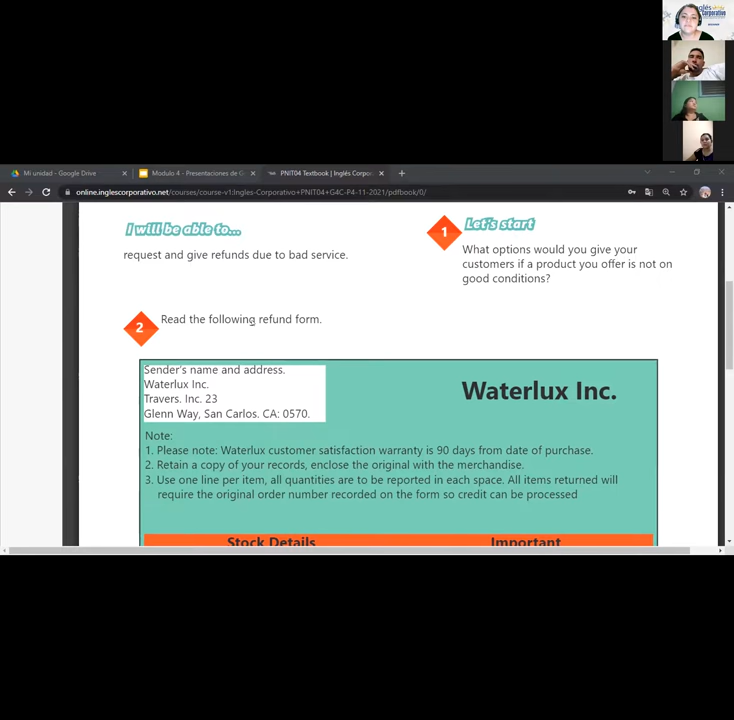 Inglés
Corporativo
Mi unidad - Google Drive
Modulo 4 - Presentaciones de G
PNIT04 Textbook | Inglés Corpor
online.inglescorporativo.net/courses/course-v1:Ingles-Corporativo+PNIT04+G4C-P4-11-2021/pdfbook/0/
I will be able to...
request and give refunds due to bad service.
1
Let's start
What options would you give your
customers if a product you offer is not on
good conditions?
2
Read the following refund form.
Sender's name and address.
Waterlux Inc.
Travers. Inc. 23
Glenn Way, San Carlos. CA: 0570.
Waterlux Inc.
Note:
1. Please note: Waterlux customer satisfaction warranty is 90 days from date of purchase.
2. Retain a copy of your records, enclose the original with the merchandise.
3. Use one line per item, all quantities are to be reported in each space. All items returned will
require the original order number recorded on the form so credit can be processed
Stock Details
Important